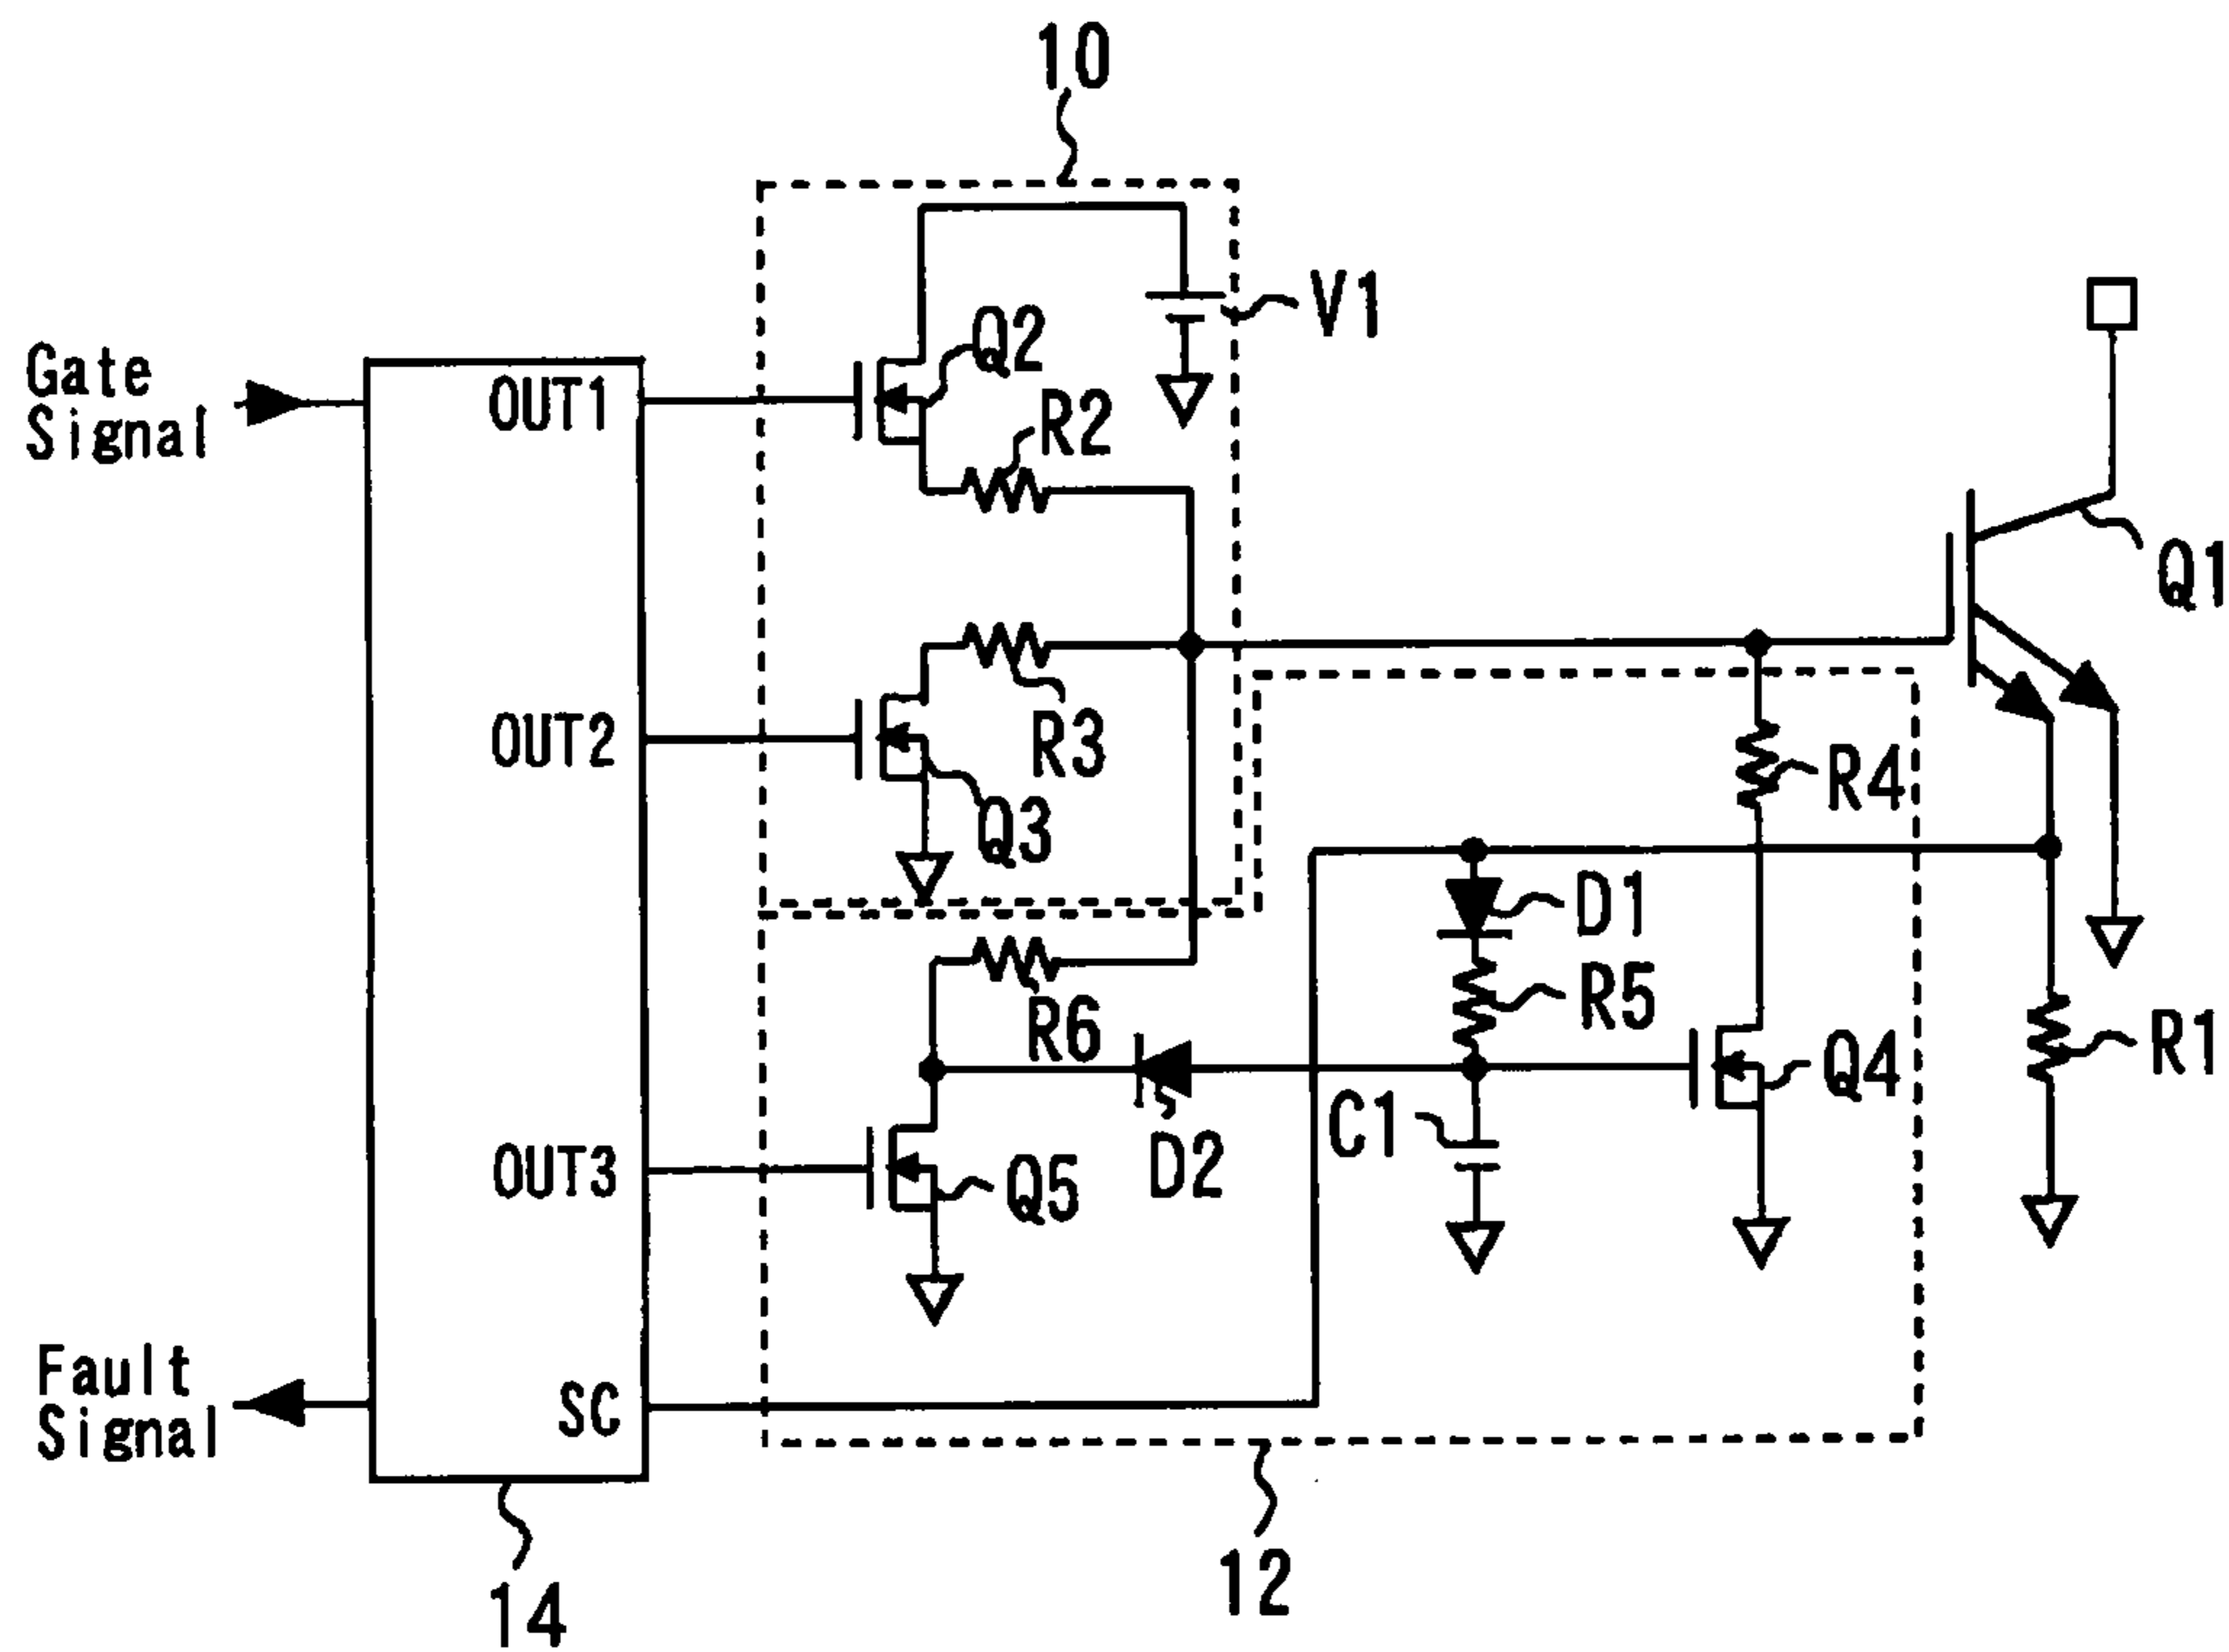 10
V1
Q2
R2
Gate
Signal
OUT1
Q1
R3
R4
OUT2
Q3
D1
R5
R6
R1
Q4
C1
D2
OUT3
Q5
Fault
Signal
SC
12
14